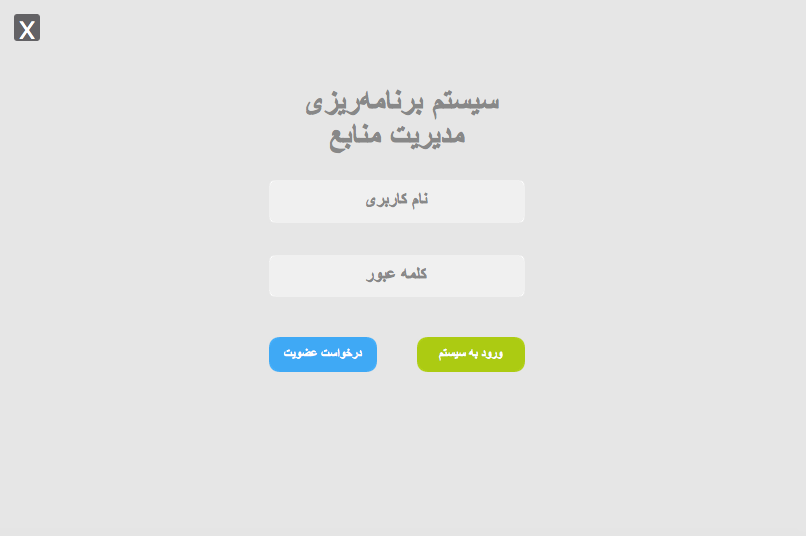 X
سیستم برنامه‌ریزی
مدیریت منابع
نام کاربری
کلمه عبور
ورود به سیستم
درخواست عضویت